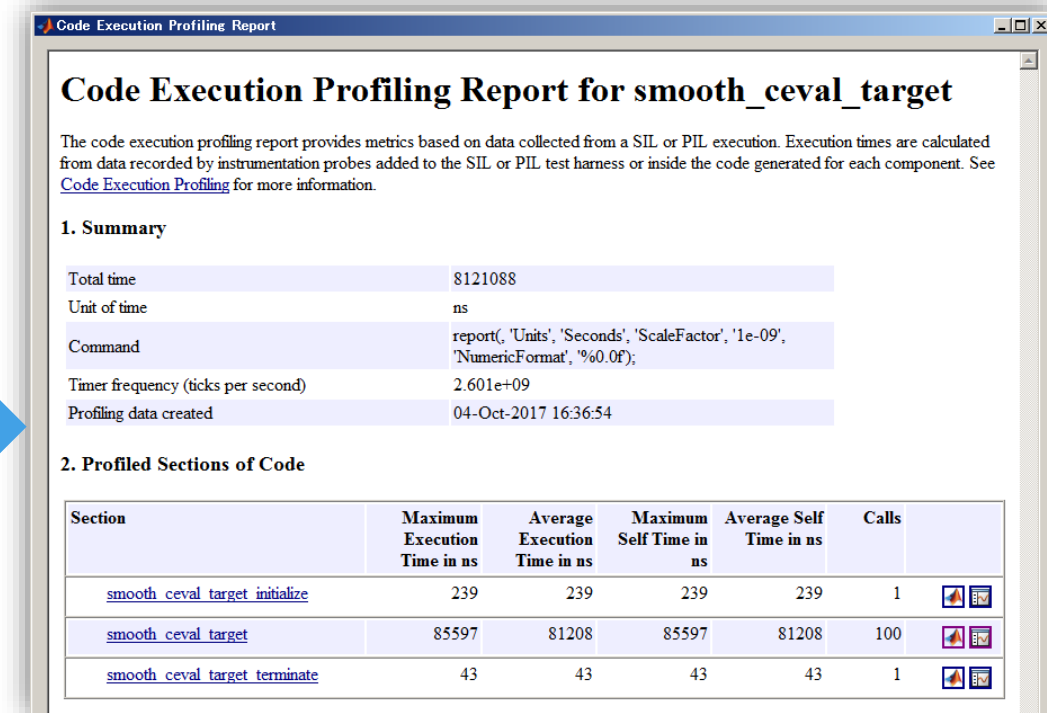 Code Execution Profiling Report
Code Execution Profiling Report for smooth_ceval_target
The code execution profiling report provides metrics based on data collected from a SIL or PIL execution. Execution times are calculated
from data recorded by instrumentation probes added to the SIL or PIL test harness or inside the code generated for each component. See
Code Execution Profiling for more information.
1. Summary
Total time 8121088
Unit of time ns
Command report(, 'Units', 'Seconds', 'ScaleFactor', '1e-09',
'NumericFormat', '%0.0f');
Timer frequency (ticks per second) 2.601e+09
Profiling data created 04-Oct-2017 16:36:54
2. Profiled Sections of Code
Section Maximum Average Maximum Average Self Calls
Execution Execution Self Time in Time in ns
Time in ns Time in ns ns
smooth_ceval_target_initialize 239 239 239 239 1
smooth_ceval_target 85597 81208 85597 81208 100
smooth_ceval_target_terminate 43 43 43 43 1